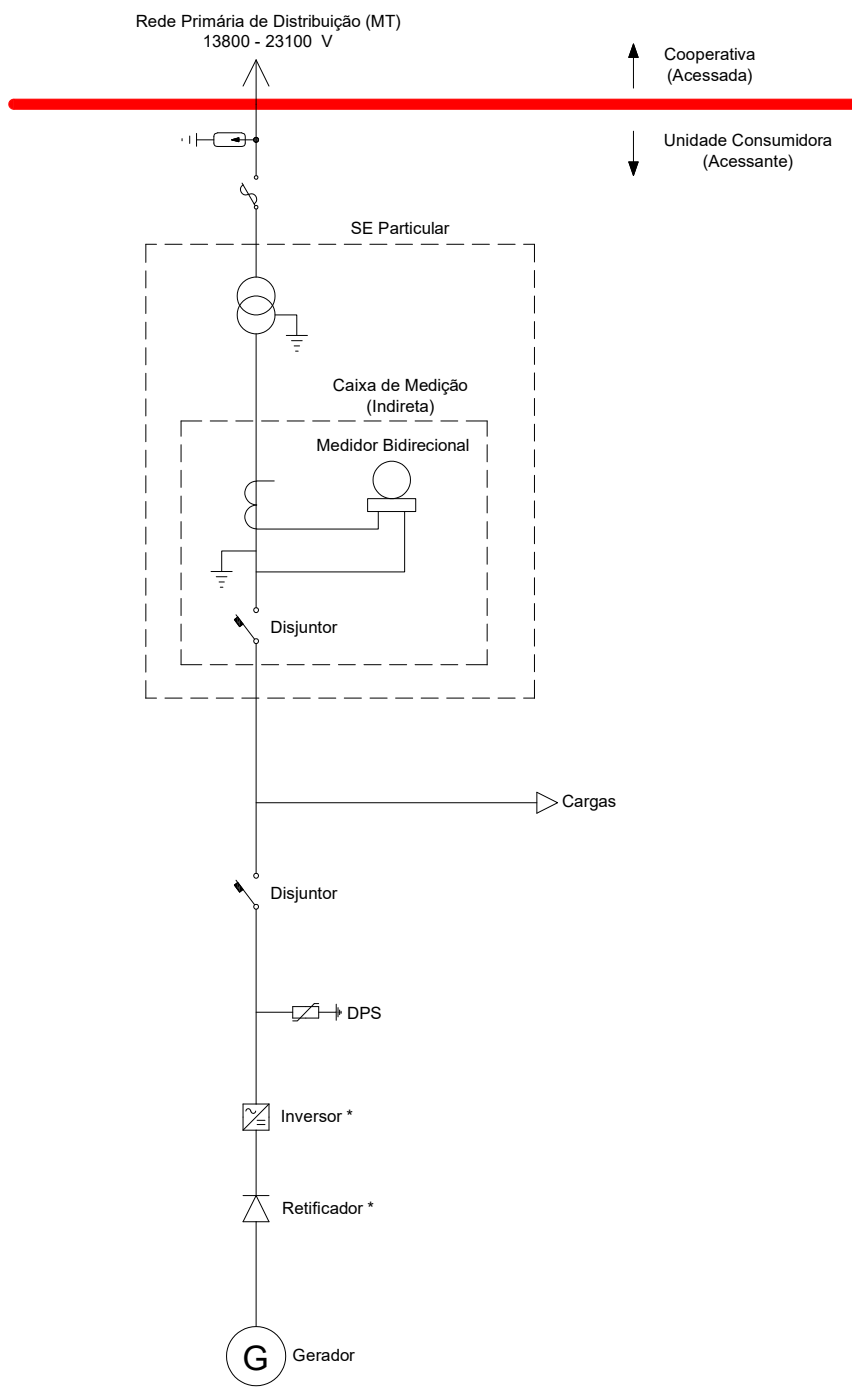 Rede Primária de Distribuição (MT)
13800 - 23100 V
Cooperativa
(Acessada)
Unidade Consumidora
(Acessante)
SE Particular
Caixa de Medição
(Indireta)
Medidor Bidirecional
Disjuntor
Cargas
Disjuntor
DPS
Inversor *
Retificador *
G
Gerador